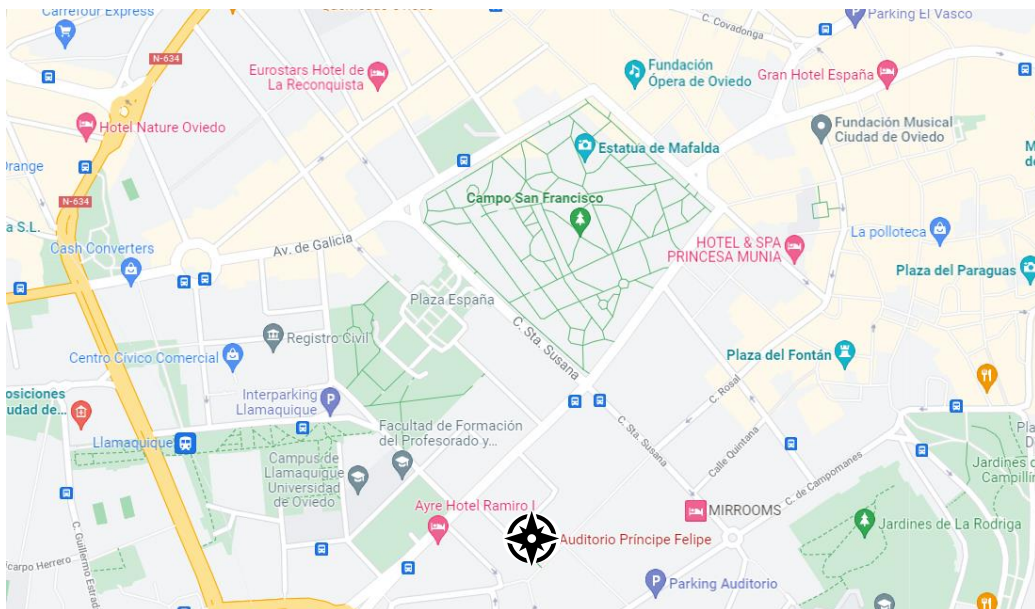 Carrefour Express
C. Covadonga
Parking El Vasco
N-634
Eurostars Hotel de
La Reconquista
Fundación
Ópera de Oviedo
Gran Hotel España
Hotel Nature Oviedo
Estatua de Mafalda
Fundación Musical
Ciudad de Oviedo
M
de
Orange
N-634
Campo San Francisco
a S.L.
Cash Converters
Av. de Galicia
La polloteca
HOTEL & SPA
PRINCESA MUNIA
Plaza del Paraguas
Plaza España
Registro Civil
C. Sta. Susana
Centro Cívico Comercial
Plaza del Fontán
osiciones
udad de...
Interparking
Llamaquique
C. Rosal
Facultad de Formación
del Profesorado y...
C. Sta. Susana
Llamaquique
Calle Quintana
Pla
D
Campus de
Llamaquique
Universidad
de Oviedo
Jardines d
Campillín
C. de Campomanes
Ayre Hotel Ramiro I
MIRROOMS
Jardines de La Rodriga
Auditorio Príncipe Felipe
C. Guillermo Estrad
carpo Herrero
Parking Auditorio